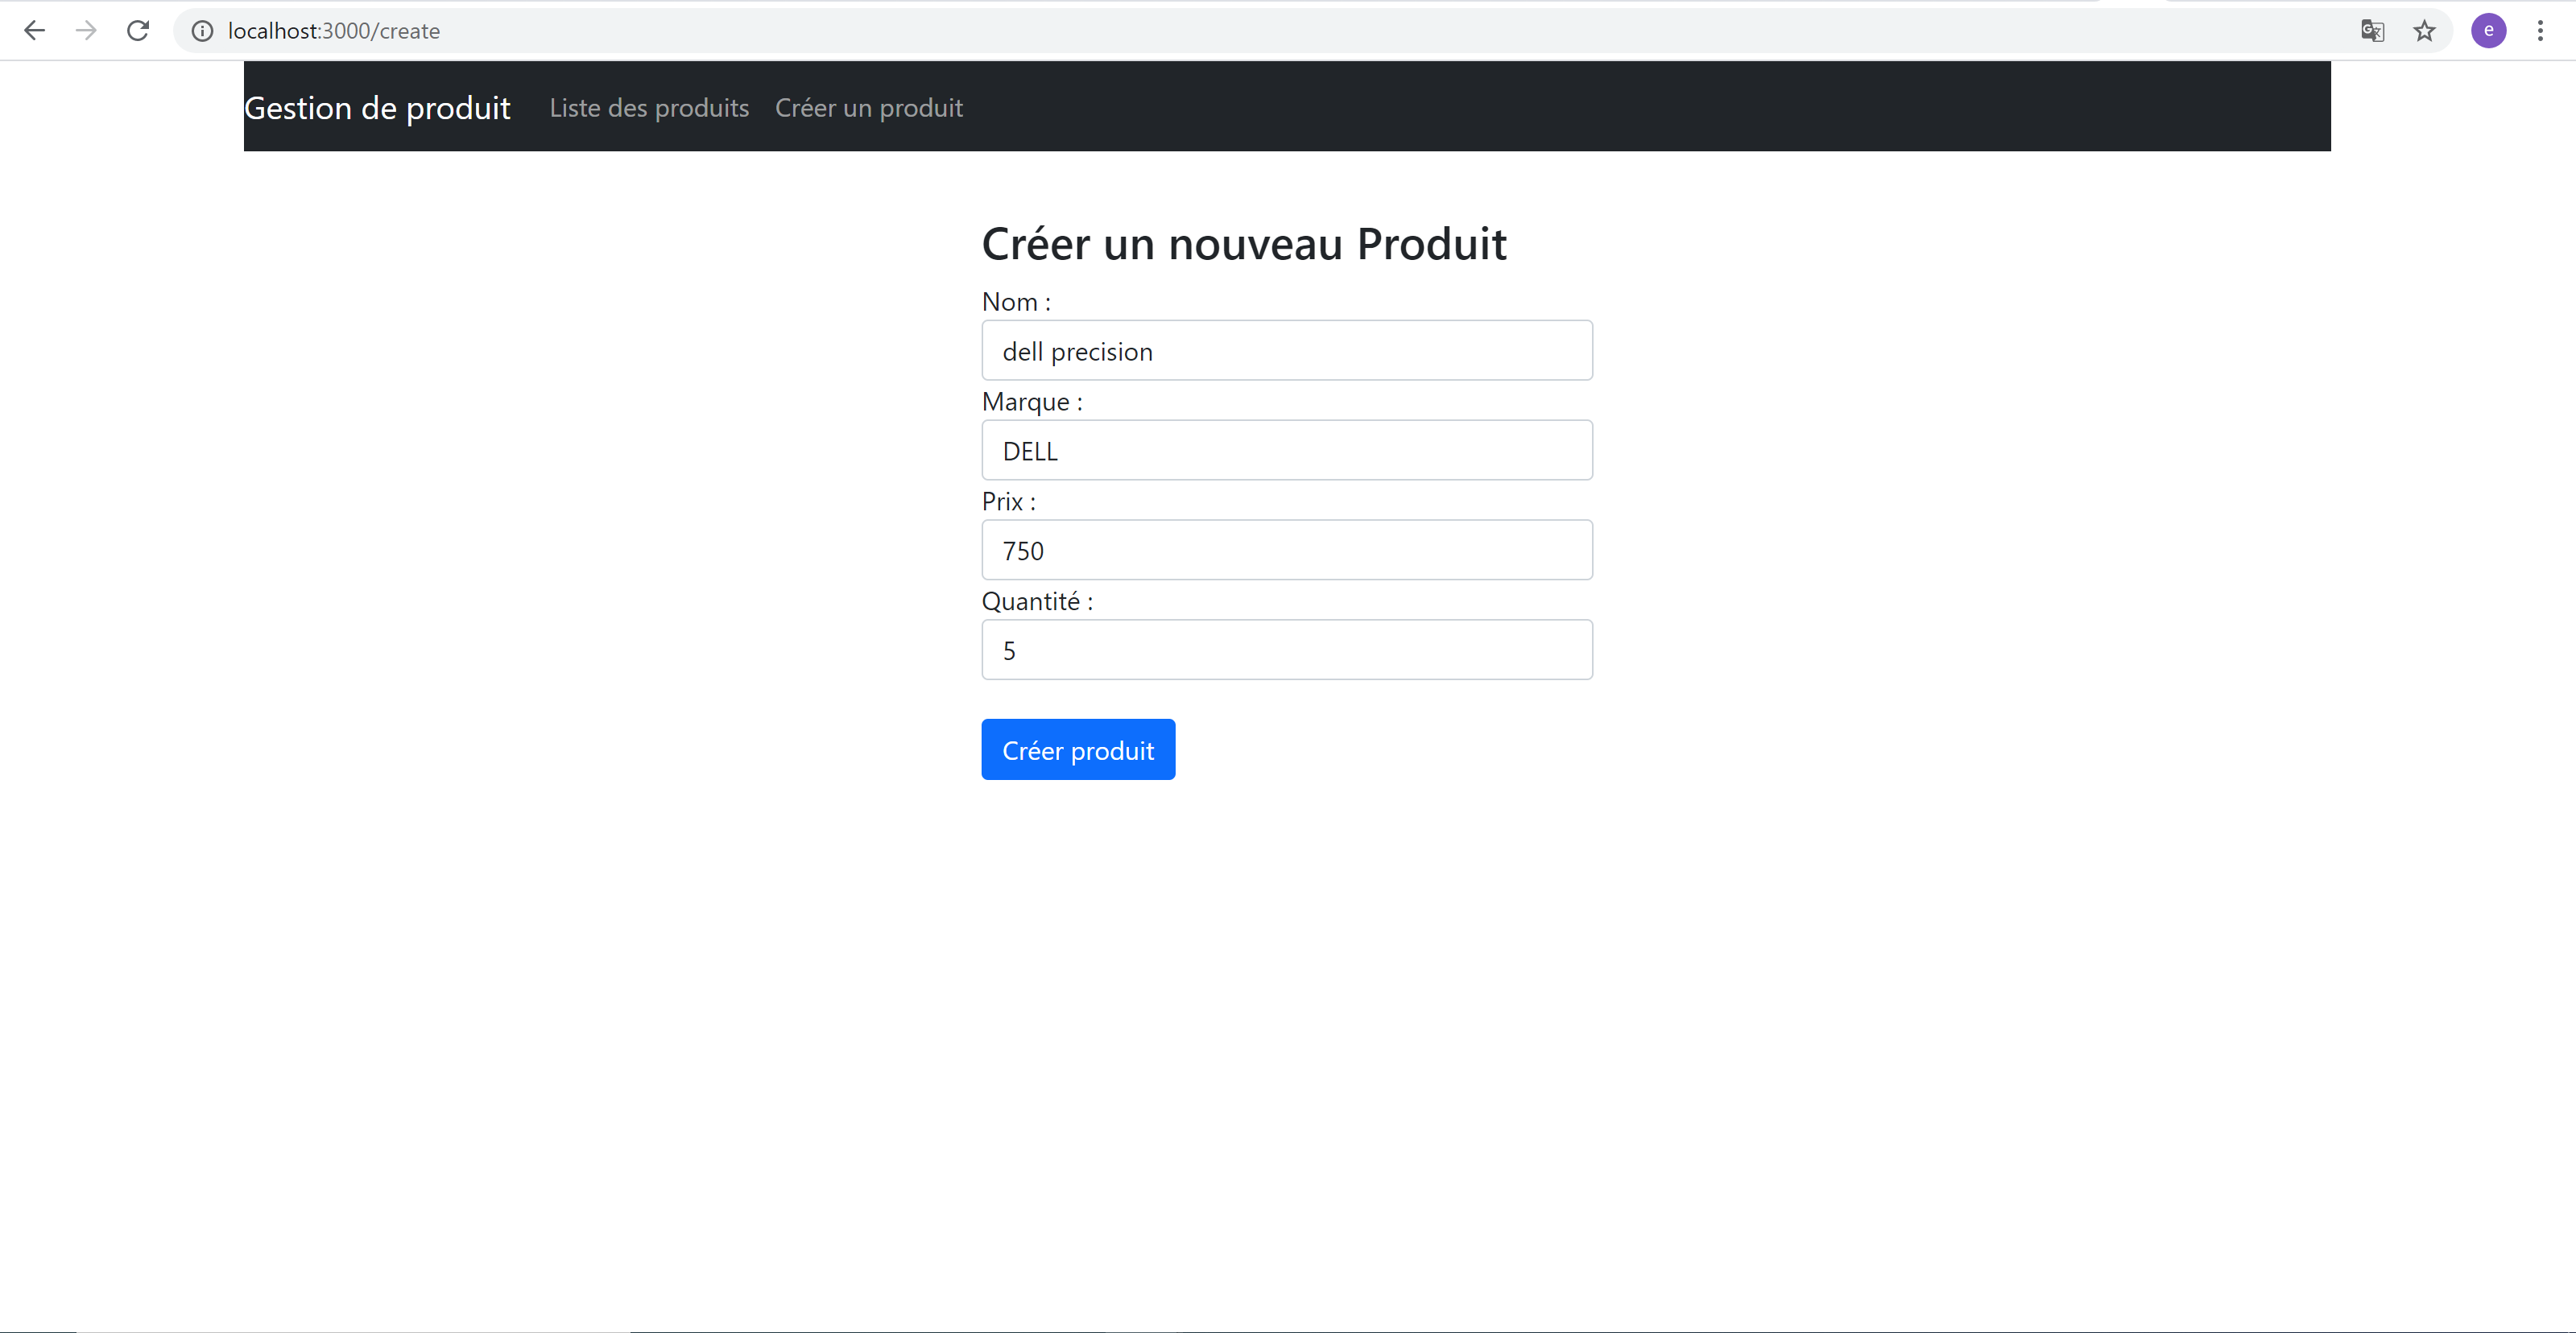 localhost:3000/create
e
Gestion de produit Liste des produits Créer un produit
Créer un nouveau Produit
Nom :
dell precision
Marque :
DELL
Prix :
750
Quantité :
5
Créer produit